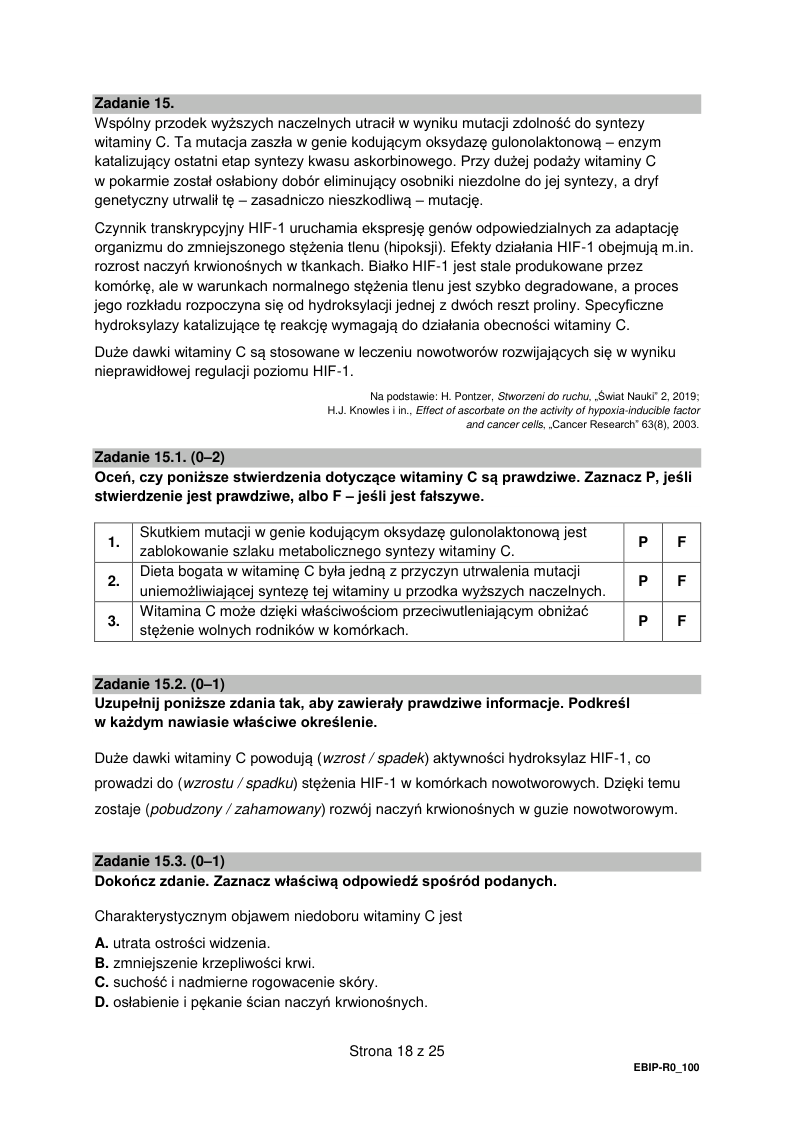 Zadanie 15.
Wspólny przodek wyższych naczelnych utracił w wyniku mutacji zdolność do syntezy
witaminy C. Ta mutacja zaszła w genie kodującym oksydazę gulonolaktonową – enzym
katalizujący ostatni etap syntezy kwasu askorbinowego. Przy dużej podaży witaminy C
w pokarmie został osłabiony dobór eliminujący osobniki niezdolne do jej syntezy, a dryf
genetyczny utrwalił tę – zasadniczo nieszkodliwą – mutację.
Czynnik transkrypcyjny HIF-1 uruchamia ekspresję genów odpowiedzialnych za adaptację
organizmu do zmniejszonego stężenia tlenu (hipoksji). Efekty działania HIF-1 obejmują m.in.
rozrost naczyń krwionośnych w tkankach. Białko HIF-1 jest stale produkowane przez
komórkę, ale w warunkach normalnego stężenia tlenu jest szybko degradowane, a proces
jego rozkładu rozpoczyna się od hydroksylacji jednej z dwóch reszt proliny. Specyficzne
hydroksylazy katalizujące tę reakcję wymagają do działania obecności witaminy C.
Duże dawki witaminy C są stosowane w leczeniu nowotworów rozwijających się w wyniku
nieprawidłowej regulacji poziomu HIF-1.
Na podstawie: H. Pontzer, Stworzeni do ruchu, „Świat Nauki” 2, 2019;
H.J. Knowles i in., Effect of ascorbate on the activity of hypoxia-inducible factor
and cancer cells, „Cancer Research” 63(8), 2003.
Zadanie 15.1. (0–2)
Oceń, czy poniższe stwierdzenia dotyczące witaminy C są prawdziwe. Zaznacz P, jeśli
stwierdzenie jest prawdziwe, albo F – jeśli jest fałszywe.
1. Skutkiem mutacji w genie kodującym oksydazę gulonolaktonową jest
zablokowanie szlaku metabolicznego syntezy witaminy C. P F
2. Dieta bogata w witaminę C była jedną z przyczyn utrwalenia mutacji
uniemożliwiającej syntezę tej witaminy u przodka wyższych naczelnych. P F
3. Witamina C może dzięki właściwościom przeciwutleniającym obniżać
stężenie wolnych rodników w komórkach. P F
Zadanie 15.2. (0–1)
Uzupełnij poniższe zdania tak, aby zawierały prawdziwe informacje. Podkreśl
w każdym nawiasie właściwe określenie.
Duże dawki witaminy C powodują (wzrost / spadek) aktywności hydroksylaz HIF-1, co
prowadzi do (wzrostu / spadku) stężenia HIF-1 w komórkach nowotworowych. Dzięki temu
zostaje (pobudzony / zahamowany) rozwój naczyń krwionośnych w guzie nowotworowym.
Zadanie 15.3. (0–1)
Dokończ zdanie. Zaznacz właściwą odpowiedź spośród podanych.
Charakterystycznym objawem niedoboru witaminy C jest
A. utrata ostrości widzenia.
B. zmniejszenie krzepliwości krwi.
C. suchość i nadmierne rogowacenie skóry.
D. osłabienie i pękanie ścian naczyń krwionośnych.
Strona 18 z 25
EBIP-R0_100